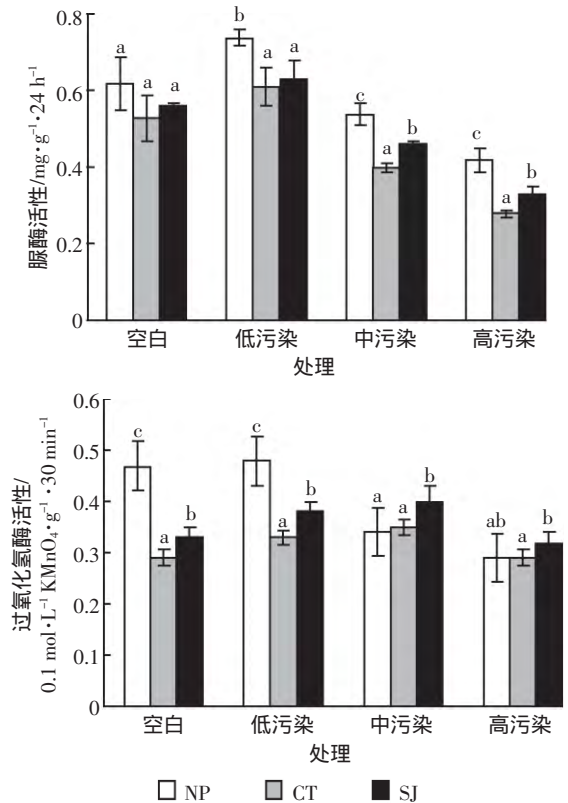 脲酶活性/mg·g⁻¹·24 h⁻¹
0.8
0.6
0.4
0.2
0
a a a
b a a
c a b
c a b
空白 低污染 中污染 高污染
处理
过氧化氢酶活性/
0.1 mol·L⁻¹ KMnO₄·g⁻¹·30 min⁻¹
0.6
0.5
0.4
0.3
0.2
0.1
0
c a b
c a b
a a b
ab a b
空白 低污染 中污染 高污染
处理
NP CT SJ